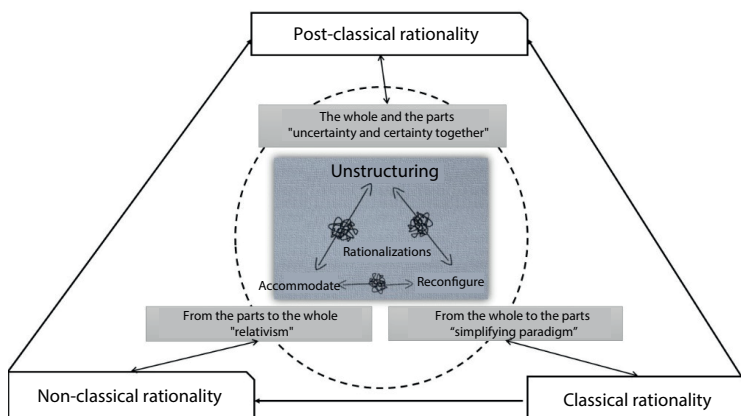 Post-classical rationality
The whole and the parts
"uncertainty and certainty together"
Unstructuring
Rationalizations
Accommodate
Reconfigure
From the parts to the whole
"relativism"
From the whole to the parts
“simplifying paradigm”
Non-classical rationality
Classical rationality